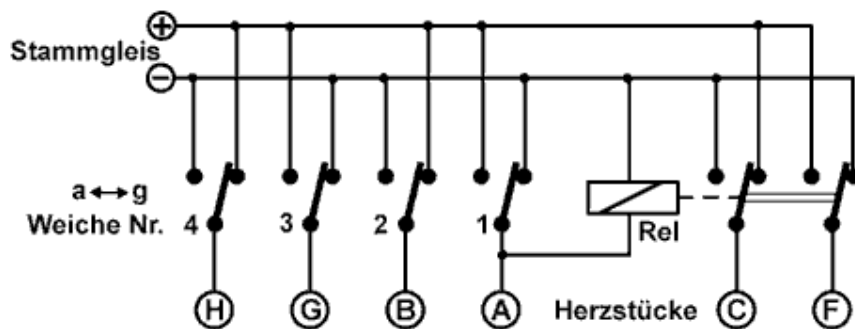 +
Stammgleis
−
a ↔ g
Weiche Nr. 4 3 2 1 Rel
H G B A Herzstücke C F